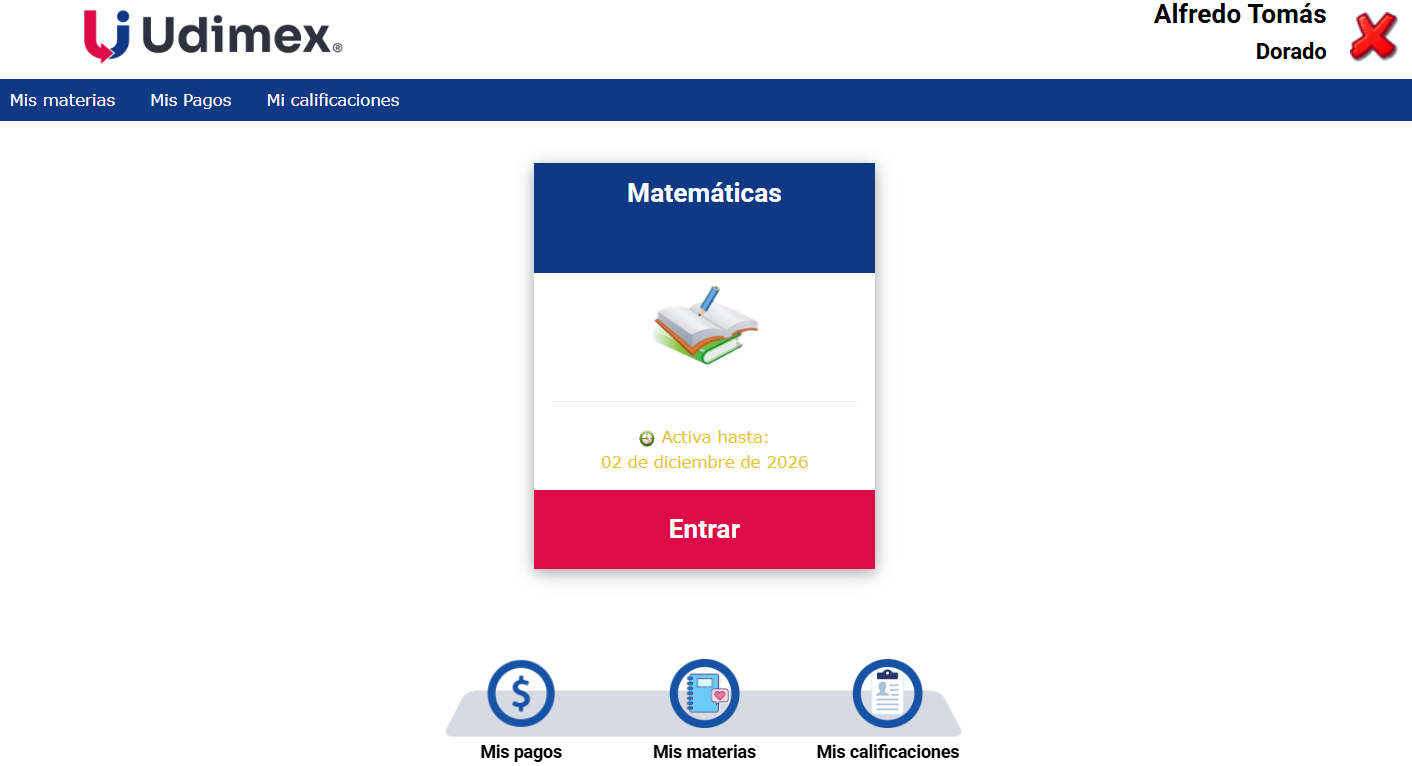 Udimex®
Alfredo Tomás
Dorado
Mis materias Mis Pagos Mi calificaciones
Matemáticas
Activa hasta:
02 de diciembre de 2026
Entrar
$
Mis pagos Mis materias Mis calificaciones